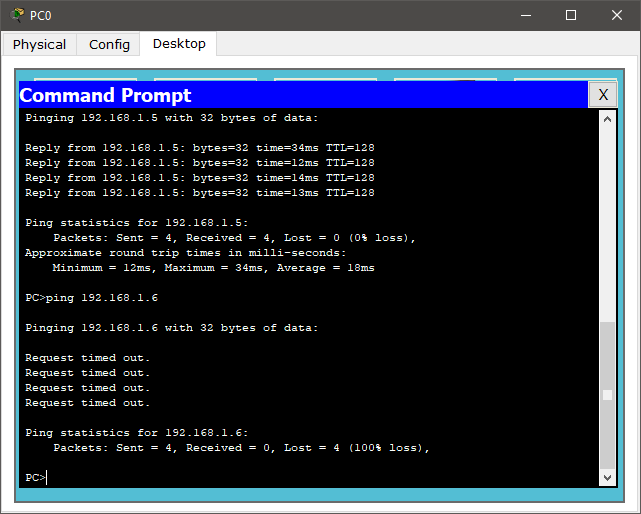 PC0
Physical Config Desktop
Command Prompt X
Pinging 192.168.1.5 with 32 bytes of data:
Reply from 192.168.1.5: bytes=32 time=34ms TTL=128
Reply from 192.168.1.5: bytes=32 time=12ms TTL=128
Reply from 192.168.1.5: bytes=32 time=14ms TTL=128
Reply from 192.168.1.5: bytes=32 time=13ms TTL=128
Ping statistics for 192.168.1.5:
Packets: Sent = 4, Received = 4, Lost = 0 (0% loss),
Approximate round trip times in milli-seconds:
Minimum = 12ms, Maximum = 34ms, Average = 18ms
PC>ping 192.168.1.6
Pinging 192.168.1.6 with 32 bytes of data:
Request timed out.
Request timed out.
Request timed out.
Request timed out.
Ping statistics for 192.168.1.6:
Packets: Sent = 4, Received = 0, Lost = 4 (100% loss),
PC>